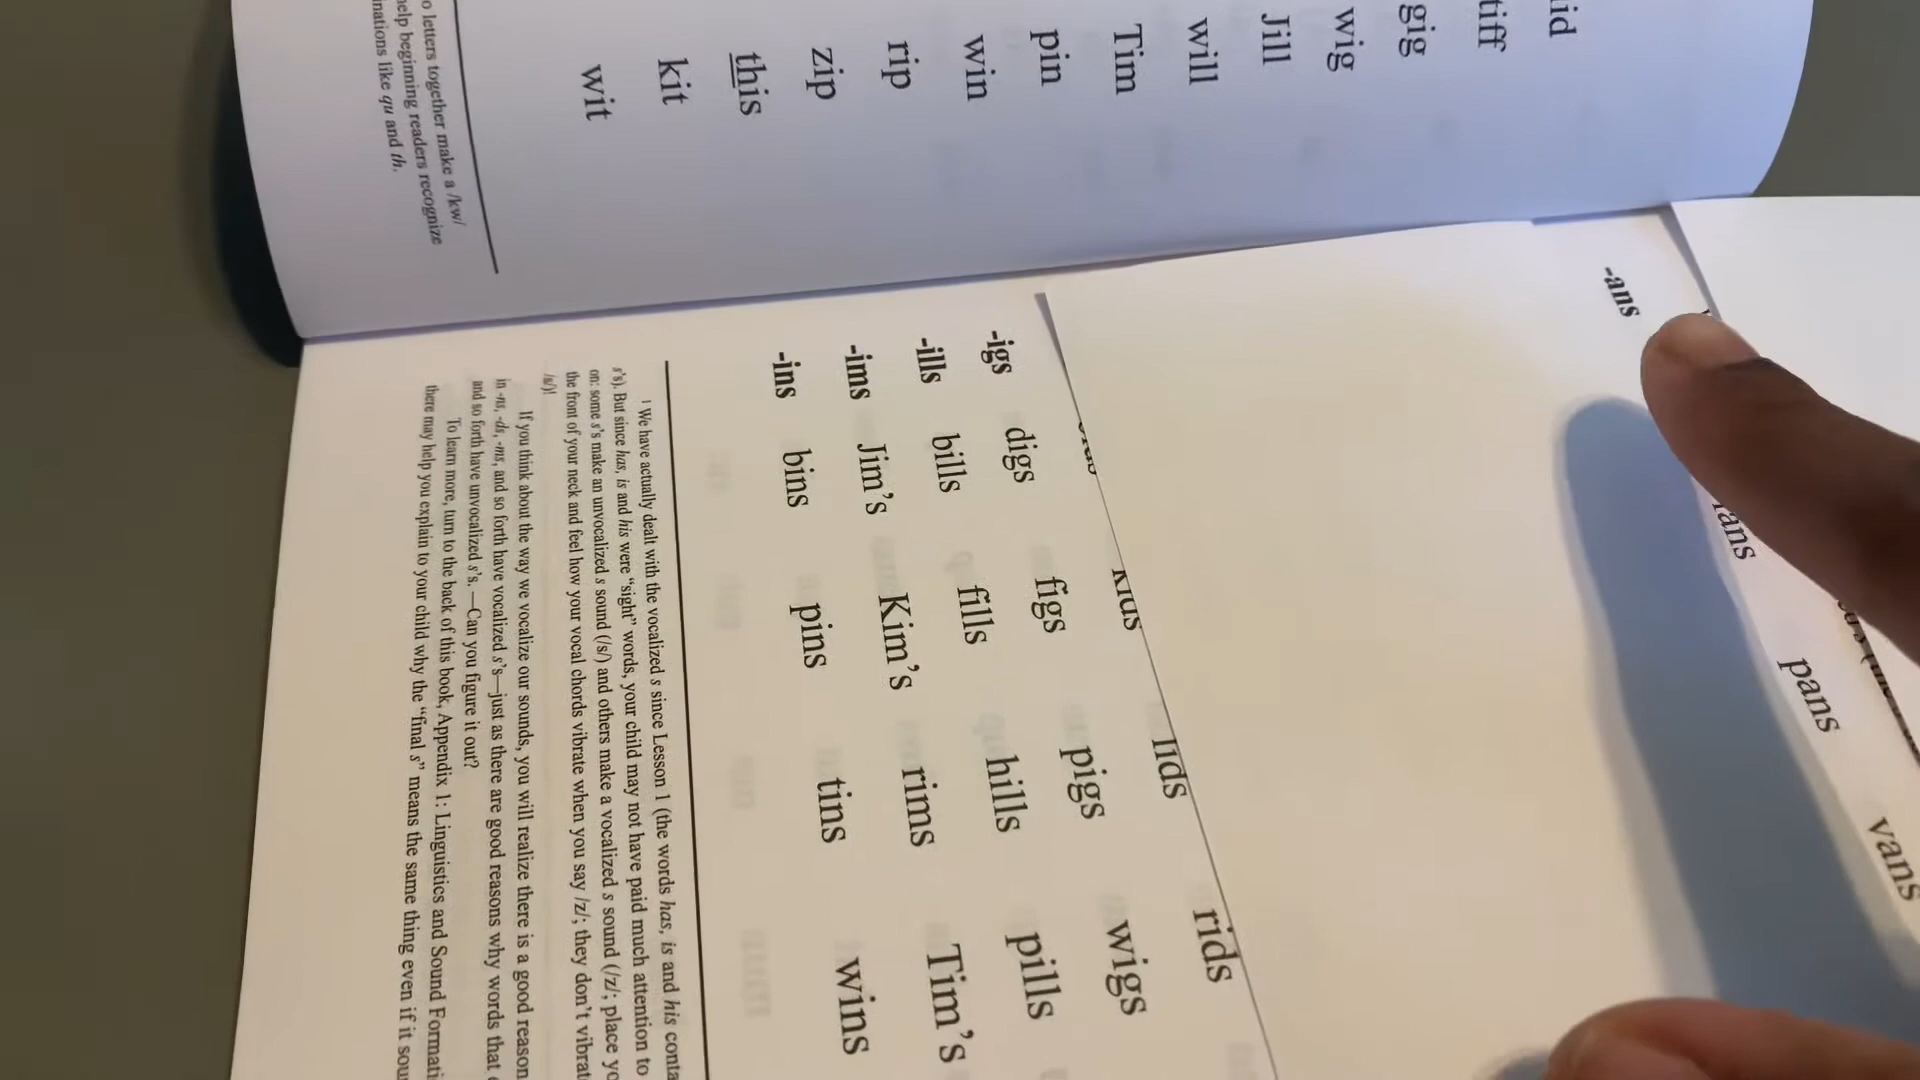 tiff
gig
wig
Jill
will
Tim
pin
win
rip
zip
this
kit
wit
letters together make a /kw/
help beginning readers recognize
like qu and th.
-ans pans vans
lids rids
-igs digs figs pigs wigs
-ills bills fills hills pills
-ims Jim's Kim's rims Tim's
-ins bins pins tins wins
1 We have actually dealt with the vocalized s since Lesson 1 (the words has, is and his
s's). But since has, is and his were "sight" words, your child may not have paid much attention to
on: some s's make an unvocalized s sound (/s/) and others make a vocalized s sound (/z/; place
the front of your neck and feel how your vocal chords vibrate when you say /z/; they don't
/s/)!
If you think about the way we vocalize our sounds, you will realize there is a good reason
in -ns, -ds, -ms, and so forth have vocalized s's—just as there are good reasons why words that
and so forth have unvocalized s's. —Can you figure it out?
To learn more, turn to the back of this book, Appendix 1: Linguistics and Sound
there may help you explain to your child why the "final s" means the same thing even if it